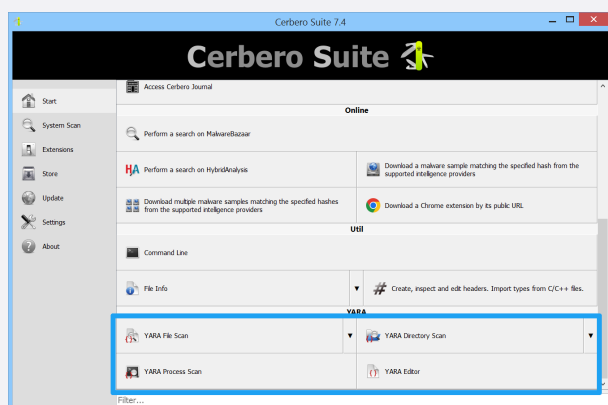 Cerbero Suite 7.4
Cerbero Suite
Start
System Scan
Extensions
Store
Update
Settings
About
Access Cerbero Journal
Online
Perform a search on MalwareBazaar
HA Perform a search on HybridAnalysis
Download a malware sample matching the specified hash from the
supported intelligence providers
Download multiple malware samples matching the specified hashes
from the supported intelligence providers
Download a Chrome extension by its public URL
Util
Command Line
File Info
# Create, inspect and edit headers. Import types from C/C++ files.
YARA
YARA File Scan
YARA Directory Scan
YARA Process Scan
YARA Editor
Filter...